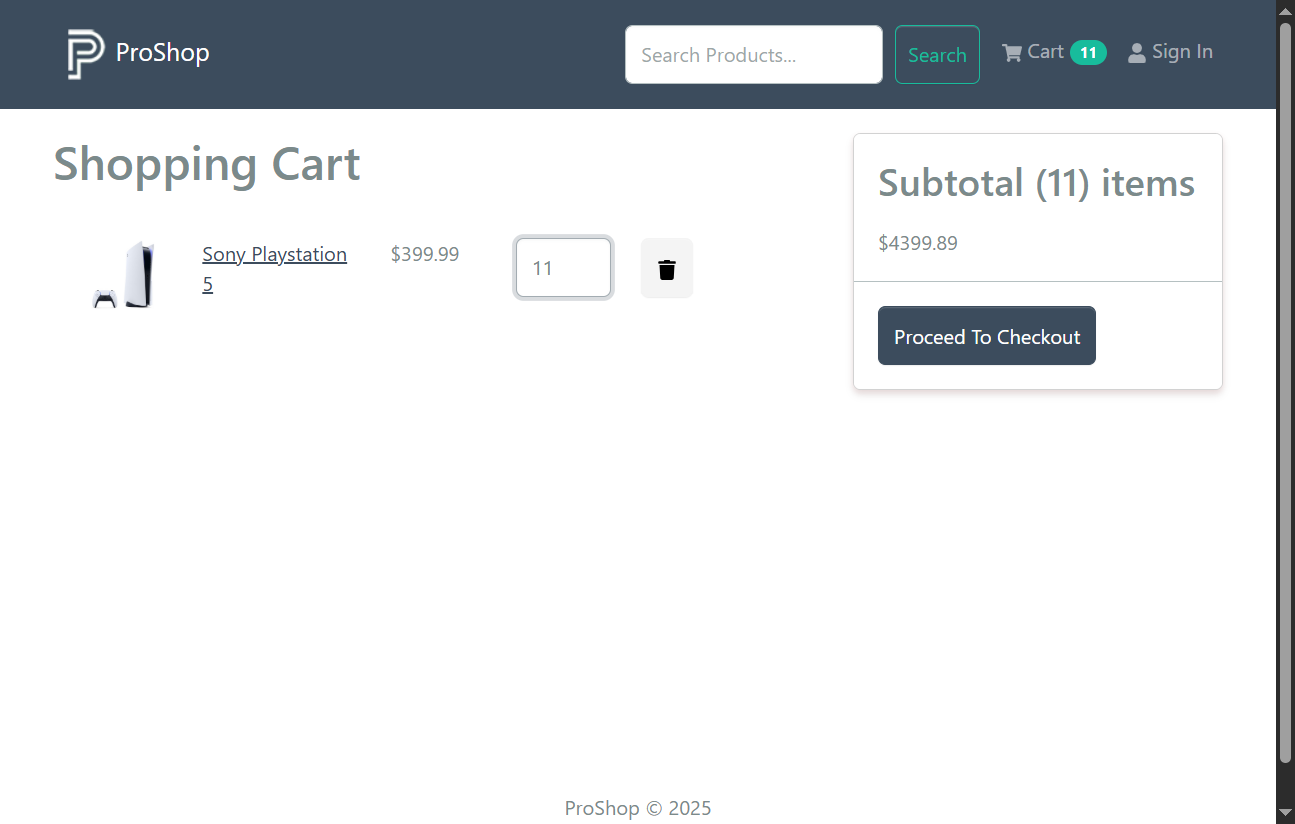 ProShop
Search Products...
Search
Cart 11
Sign In
Shopping Cart
Sony Playstation
5
$399.99
11
Subtotal (11) items
$4399.89
Proceed To Checkout
ProShop © 2025